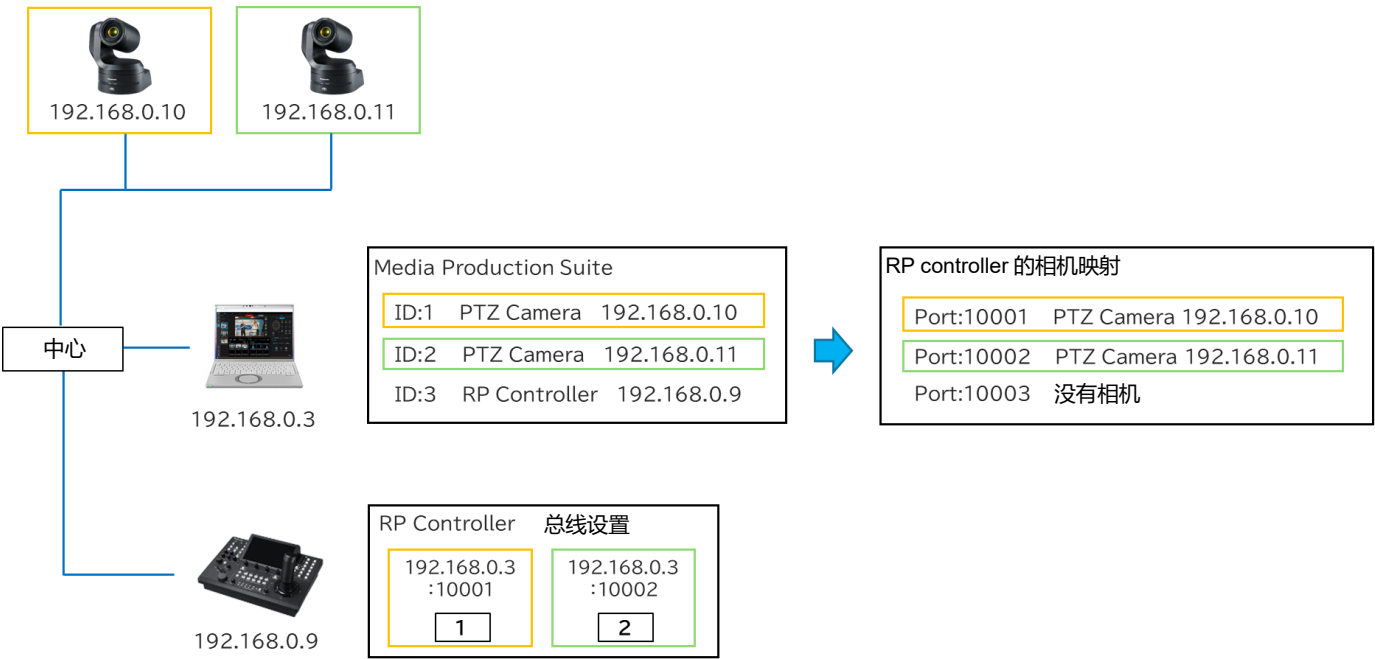 192.168.0.10
192.168.0.11
中心
192.168.0.3
Media Production Suite
ID:1 PTZ Camera 192.168.0.10
ID:2 PTZ Camera 192.168.0.11
ID:3 RP Controller 192.168.0.9
RP controller 的相机映射
Port:10001 PTZ Camera 192.168.0.10
Port:10002 PTZ Camera 192.168.0.11
Port:10003 没有相机
192.168.0.9
RP Controller 总线设置
192.168.0.3
:10001
1
192.168.0.3
:10002
2